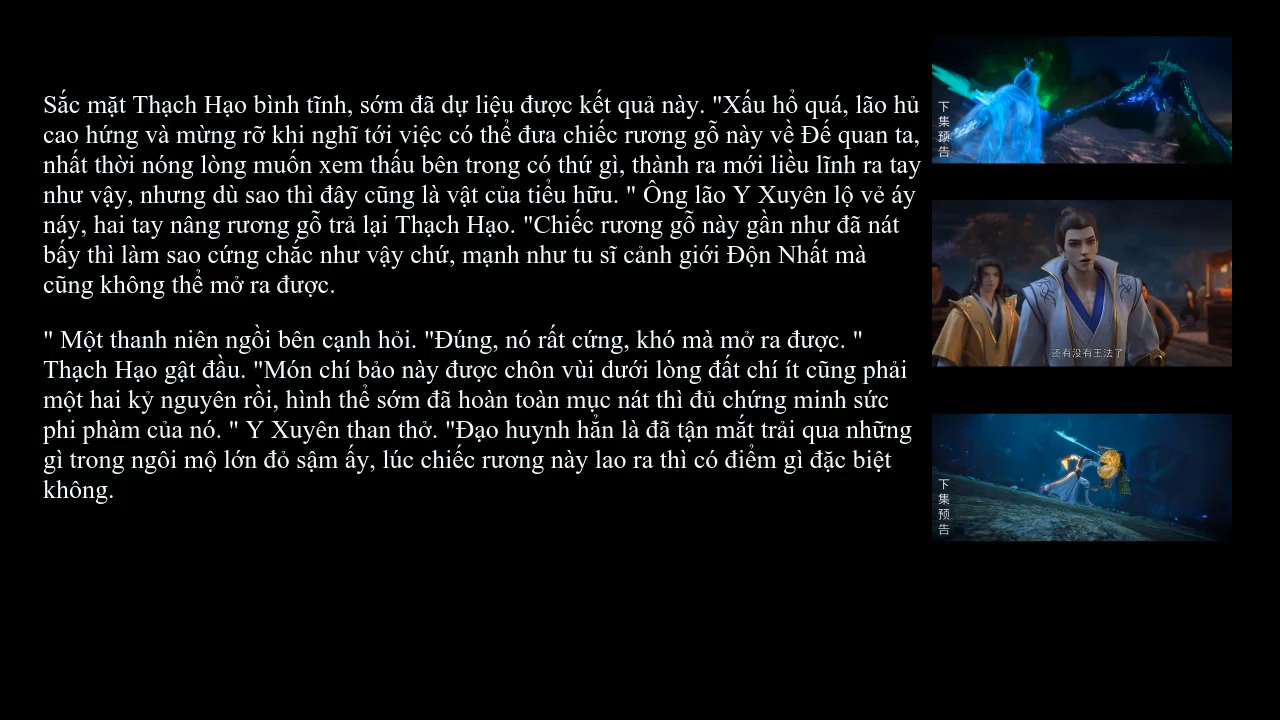 Sắc mặt Thạch Hạo bình tĩnh, sớm đã dự liệu được kết quả này. "Xấu hổ quá, lão hủ
cao hứng và mừng rỡ khi nghĩ tới việc có thể đưa chiếc rương gỗ này về Đế quan ta,
nhất thời nóng lòng muốn xem thấu bên trong có thứ gì, thành ra mới liều lĩnh ra tay
như vậy, nhưng dù sao thì đây cũng là vật của tiểu hữu. " Ông lão Y Xuyên lộ vẻ áy
náy, hai tay nâng rương gỗ trả lại Thạch Hạo. "Chiếc rương gỗ này gần như đã nát
bấy thì làm sao cứng chắc như vậy chứ, mạnh như tu sĩ cảnh giới Độn Nhất mà
cũng không thể mở ra được.
" Một thanh niên ngồi bên cạnh hỏi. "Đúng, nó rất cứng, khó mà mở ra được. "
Thạch Hạo gật đầu. "Món chí bảo này được chôn vùi dưới lòng đất chí ít cũng phải
một hai kỷ nguyên rồi, hình thể sớm đã hoàn toàn mục nát thì đủ chứng minh sức
phi phàm của nó. " Y Xuyên than thở. "Đạo huynh hẳn là đã tận mắt trải qua những
gì trong ngôi mộ lớn đỏ sậm ấy, lúc chiếc rương này lao ra thì có điểm gì đặc biệt
không.
下集预告
还有没有王法了
下集预告